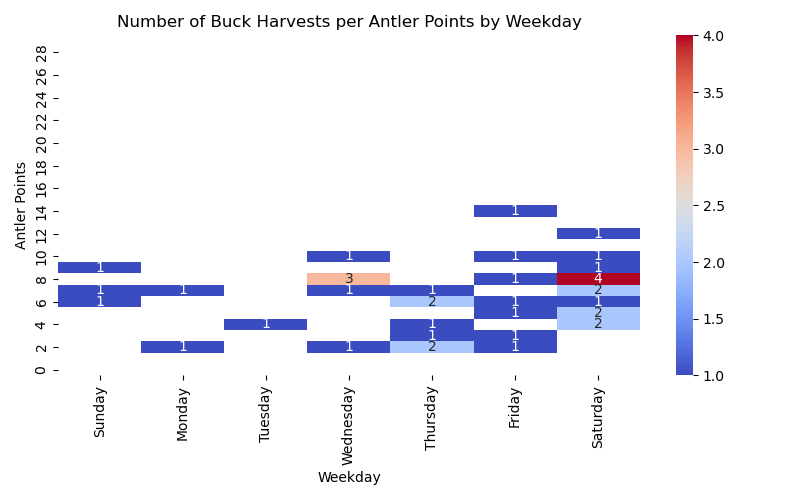 Number of Buck Harvests per Antler Points by Weekday
28
26
24
22
20
18
16
14
12
10
8
6
4
2
0
Antler Points
1
1
1 1 1
1 1
3 1 4
1 1 1 1 2
1 2 1 1
1 2
1 1 2
1 1
1 1 2 1
Sunday
Monday
Tuesday
Wednesday
Thursday
Friday
Saturday
Weekday
4.0
3.5
3.0
2.5
2.0
1.5
1.0